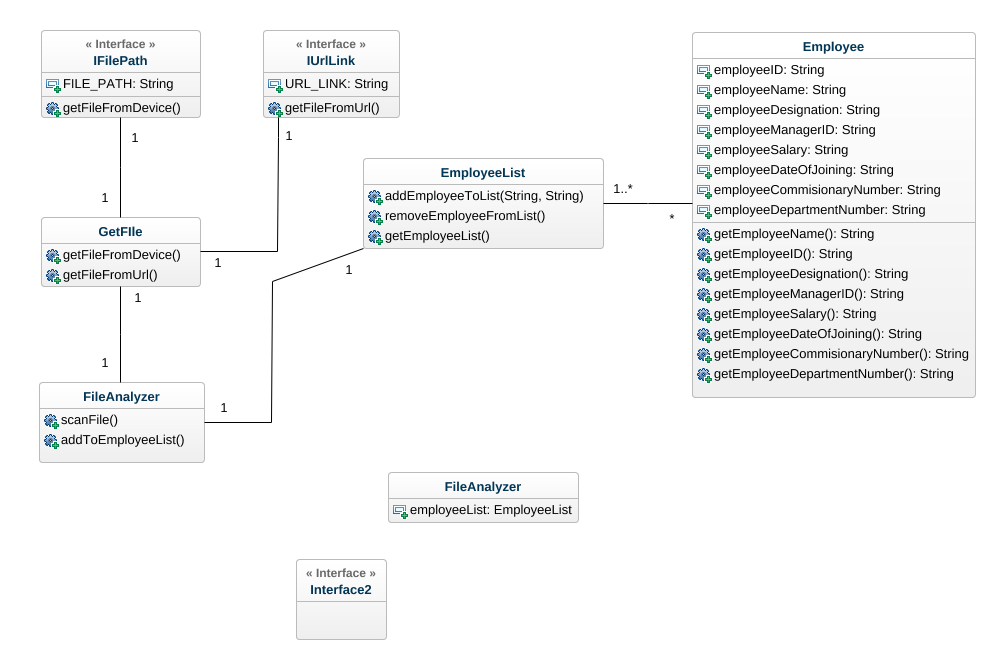 « Interface »
IFilePath
FILE_PATH: String
getFileFromDevice()
« Interface »
IUrlLink
URL_LINK: String
getFileFromUrl()
Employee
employeeID: String
employeeName: String
employeeDesignation: String
employeeManagerID: String
employeeSalary: String
employeeDateOfJoining: String
employeeCommisionaryNumber: String
employeeDepartmentNumber: String
getEmployeeName(): String
getEmployeeID(): String
getEmployeeDesignation(): String
getEmployeeManagerID(): String
getEmployeeSalary(): String
getEmployeeDateOfJoining(): String
getEmployeeCommisionaryNumber(): String
getEmployeeDepartmentNumber(): String
1
1
1
EmployeeList
addEmployeeToList(String, String)
removeEmployeeFromList()
getEmployeeList()
1..*
*
GetFIle
getFileFromDevice()
getFileFromUrl()
1
1
1
1
FileAnalyzer
scanFile()
addToEmployeeList()
1
FileAnalyzer
employeeList: EmployeeList
« Interface »
Interface2